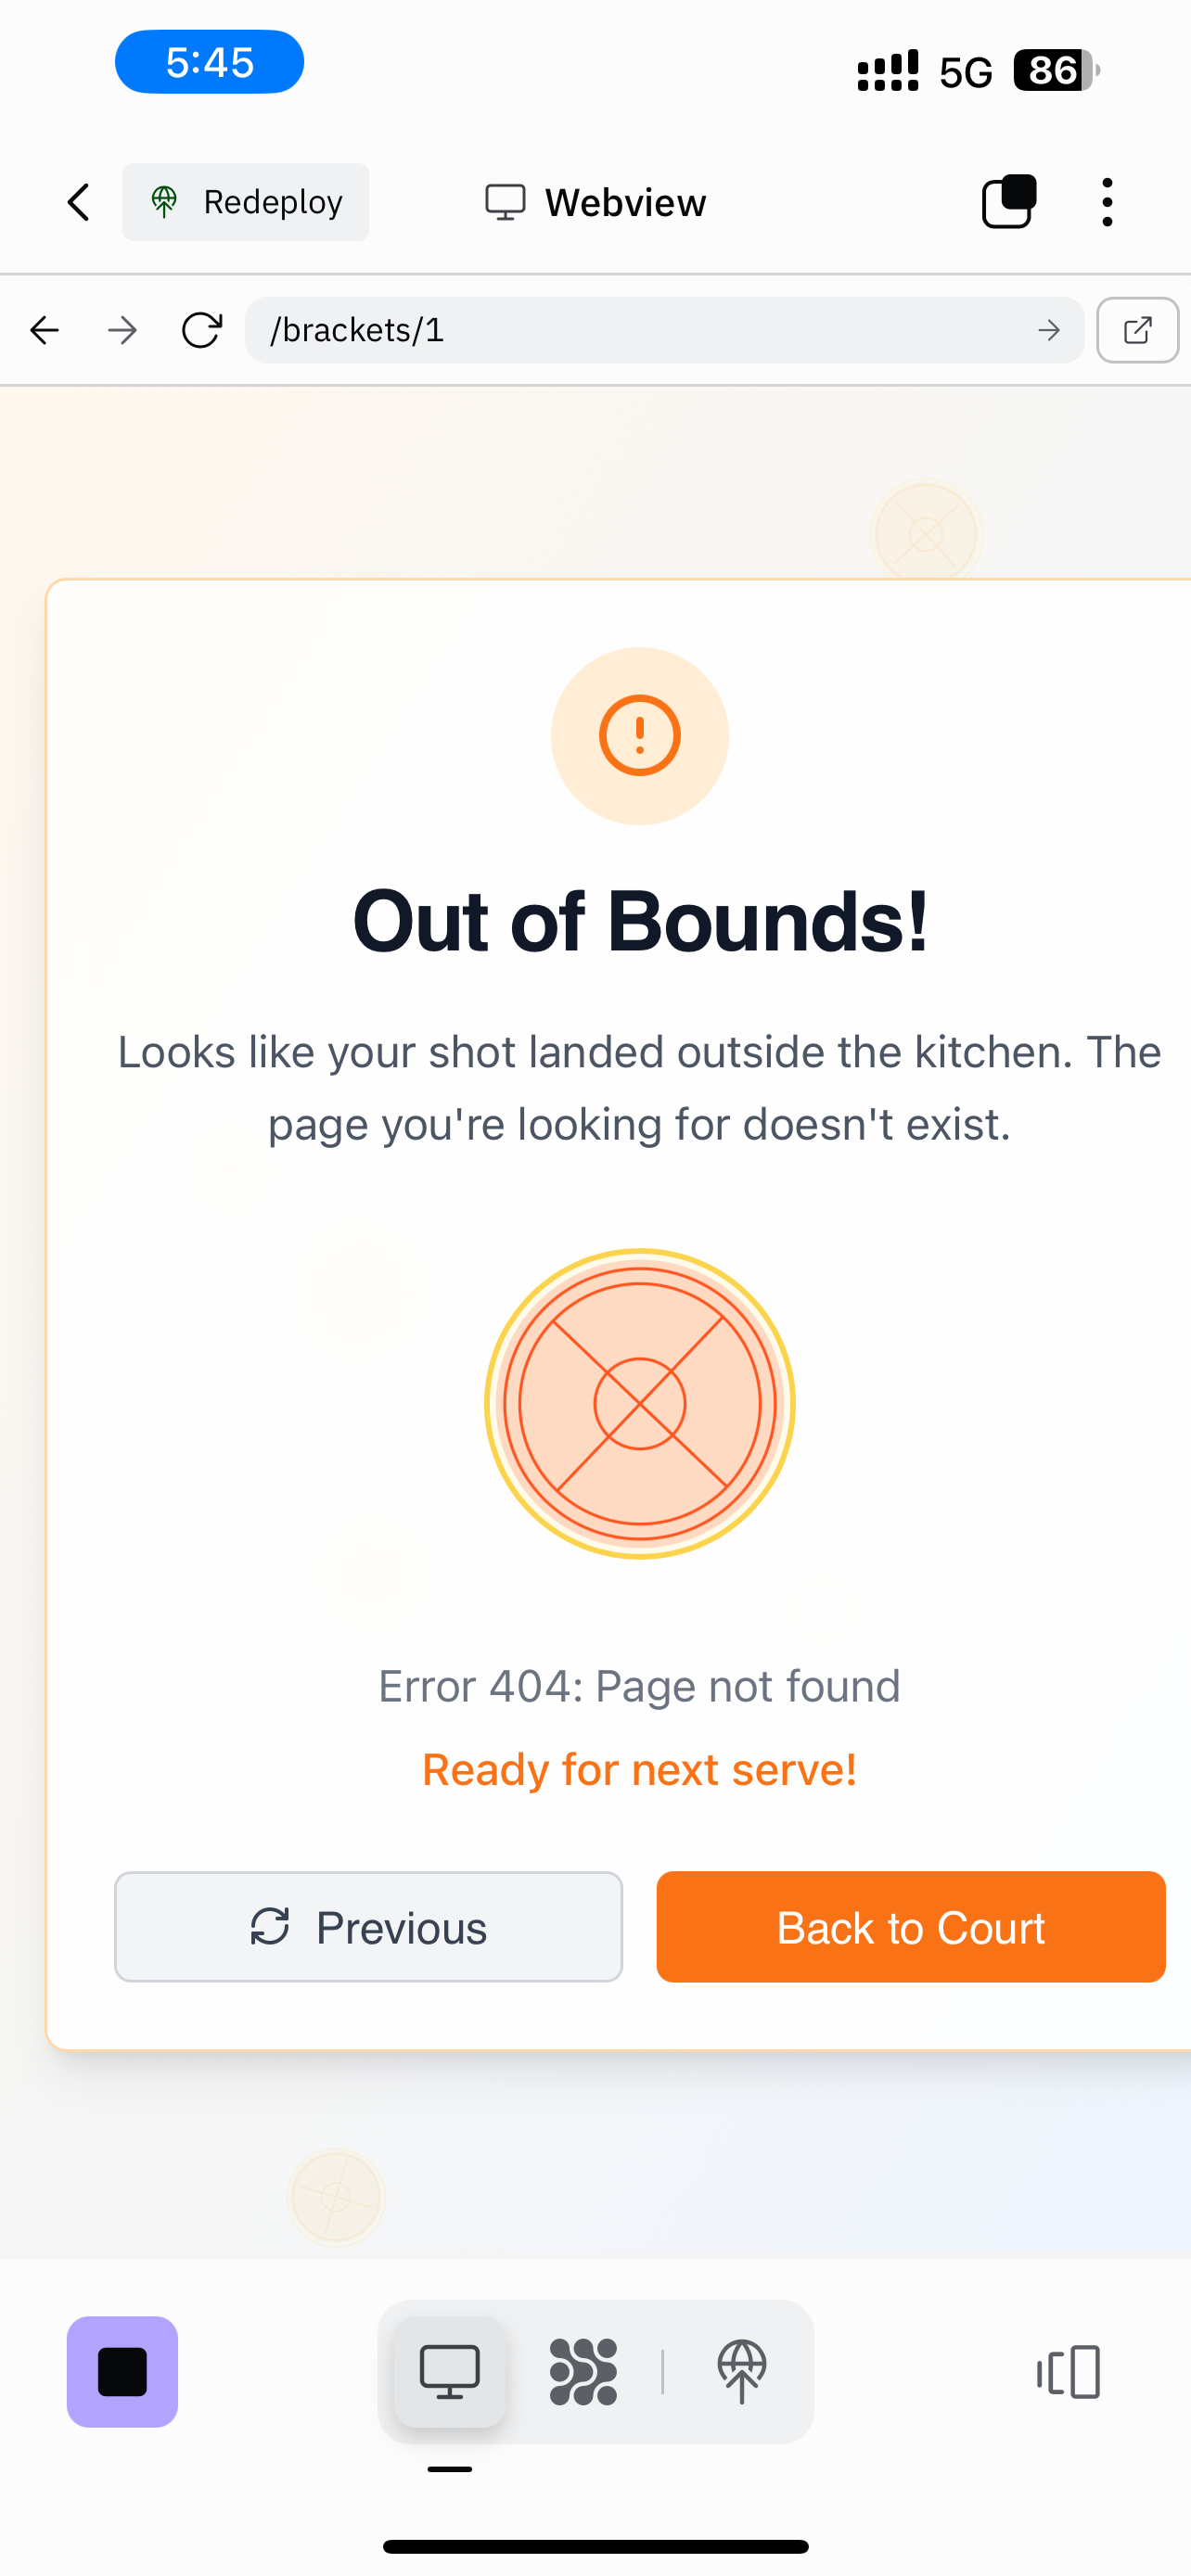 5:45
5G 86
Redeploy
Webview
/brackets/1
Out of Bounds!
Looks like your shot landed outside the kitchen. The
page you're looking for doesn't exist.
Error 404: Page not found
Ready for next serve!
Previous
Back to Court